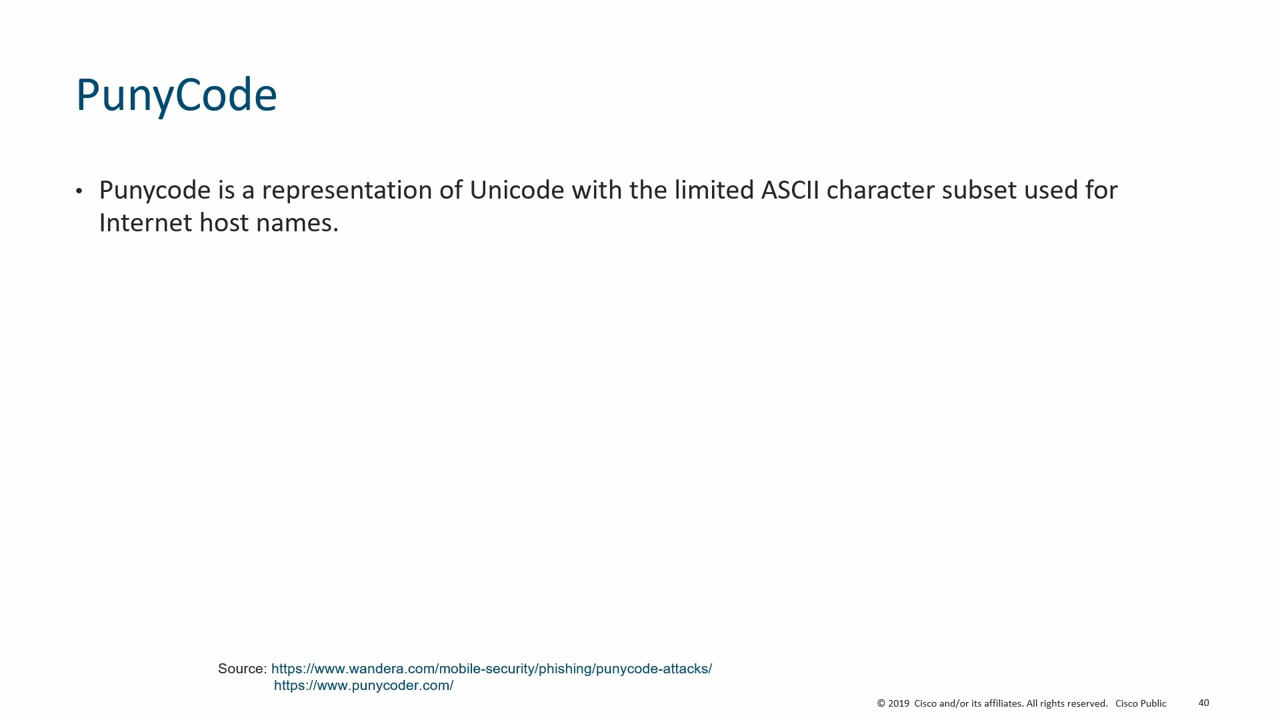 PunyCode
• Punycode is a representation of Unicode with the limited ASCII character subset used for
Internet host names.
Source: https://www.wandera.com/mobile-security/phishing/punycode-attacks/
https://www.punycoder.com/
© 2019 Cisco and/or its affiliates. All rights reserved. Cisco Public 40